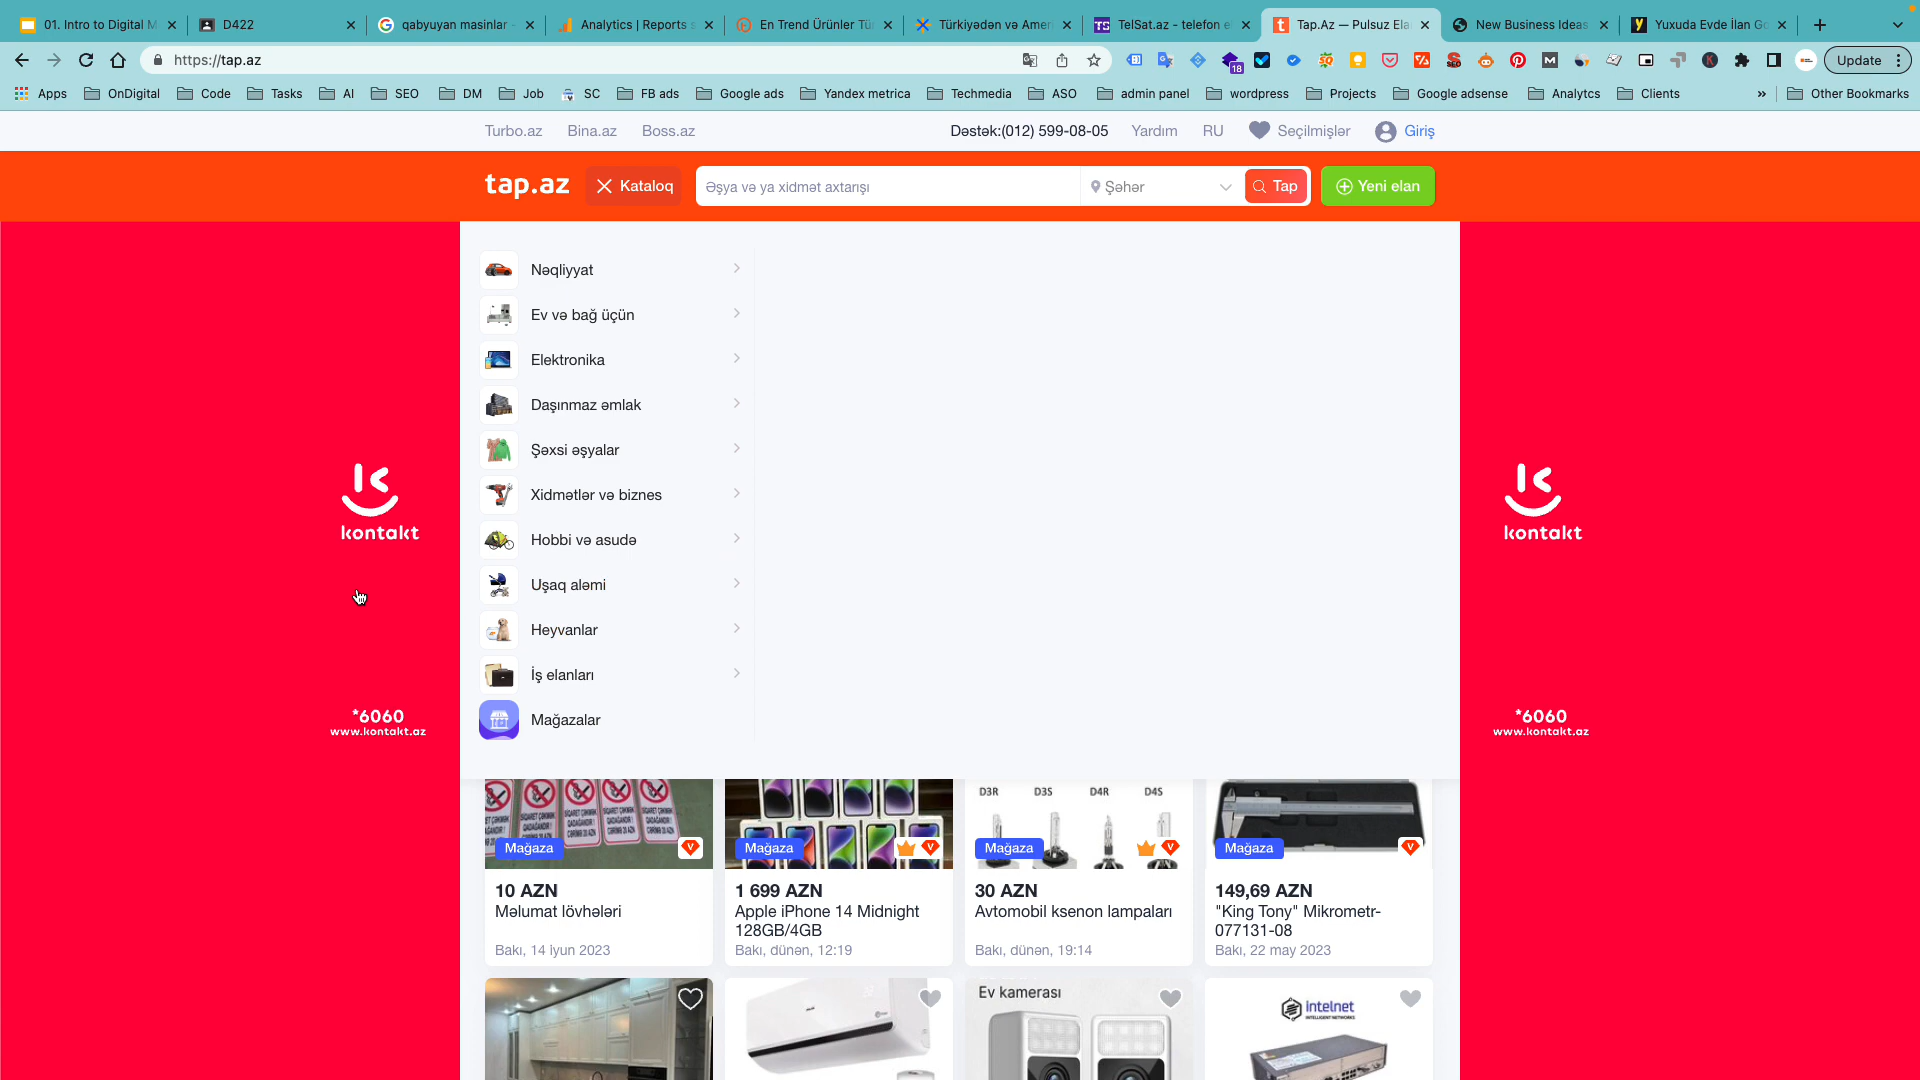 01. Intro to Digital M
D422
qabyuyan masinlar -
Analytics | Reports s
En Trend Ürünler Tü
Türkiyədən və Amer
TelSat.az - telefon e
Tap.Az — Pulsuz Ela
New Business Ideas
Yuxuda Evde İlan Go
https://tap.az
18
SEO
Update
Apps
OnDigital
Code
Tasks
AI
SEO
DM
Job
SC
FB ads
Google ads
Yandex metrica
Techmedia
ASO
admin panel
wordpress
Projects
Google adsense
Analytcs
Clients
»
Other Bookmarks
Turbo.az
Bina.az
Boss.az
Dəstək:(012) 599-08-05
Yardım
RU
Seçilmişlər
Giriş
tap.az
Kataloq
Əşya və ya xidmət axtarışı
Şəhər
Tap
Yeni elan
Nəqliyyat
Ev və bağ üçün
Elektronika
Daşınmaz əmlak
Şəxsi əşyalar
Xidmətlər və biznes
Hobbi və asudə
Uşaq aləmi
Heyvanlar
İş elanları
Mağazalar
kontakt
*6060
www.kontakt.az
kontakt
*6060
www.kontakt.az
D3R
D3S
D4R
D4S
Mağaza
Mağaza
Mağaza
Mağaza
10 AZN
Məlumat lövhələri
Bakı, 14 iyun 2023
1 699 AZN
Apple iPhone 14 Midnight
128GB/4GB
Bakı, dünən, 12:19
30 AZN
Avtomobil ksenon lampaları
Bakı, dünən, 19:14
149,69 AZN
"King Tony" Mikrometr-
077131-08
Bakı, 22 may 2023
Ev kamerası
intelnet
INTELLIGENT NETWORKS